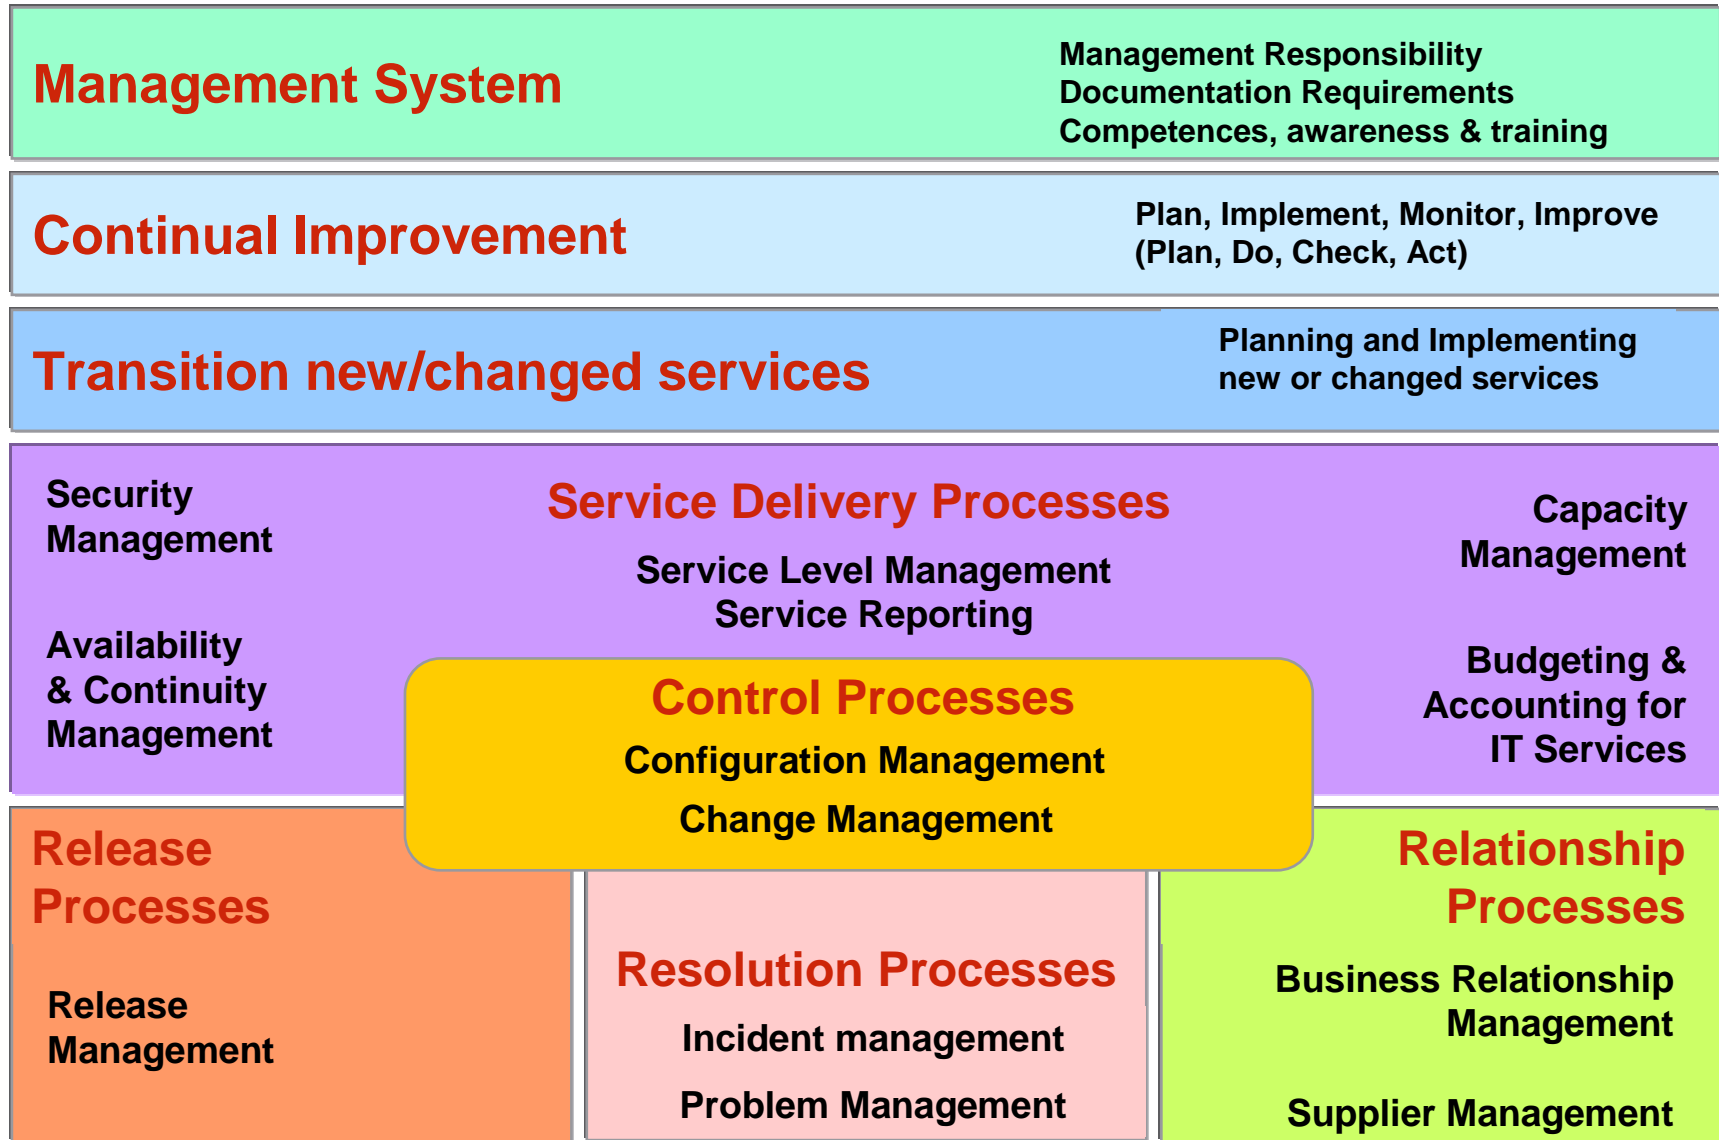 Management System
Management Responsibility
Documentation Requirements
Competences, awareness & training
Continual Improvement
Plan, Implement, Monitor, Improve
(Plan, Do, Check, Act)
Transition new/changed services
Planning and Implementing
new or changed services
Security
Management
Availability
& Continuity
Management
Service Delivery Processes
Service Level Management
Service Reporting
Capacity
Management
Budgeting &
Accounting for
IT Services
Control Processes
Configuration Management
Change Management
Release
Processes
Release
Management
Resolution Processes
Incident management
Problem Management
Relationship
Processes
Business Relationship
Management
Supplier Management